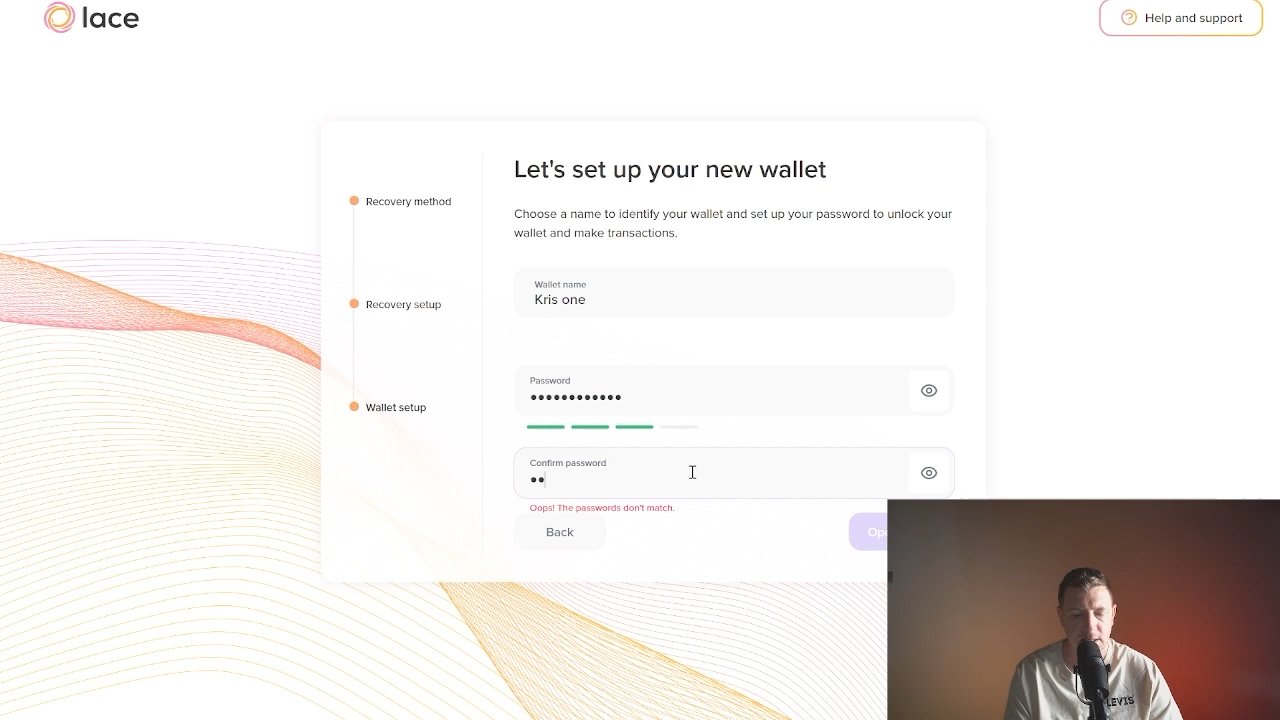 lace
Help and support
Let's set up your new wallet
Recovery method
Choose a name to identify your wallet and set up your password to unlock your
wallet and make transactions.
Wallet name
Kris one
Recovery setup
Password
••••••••••••
Wallet setup
Confirm password
••
Oops! The passwords don't match.
Back
LEVIS